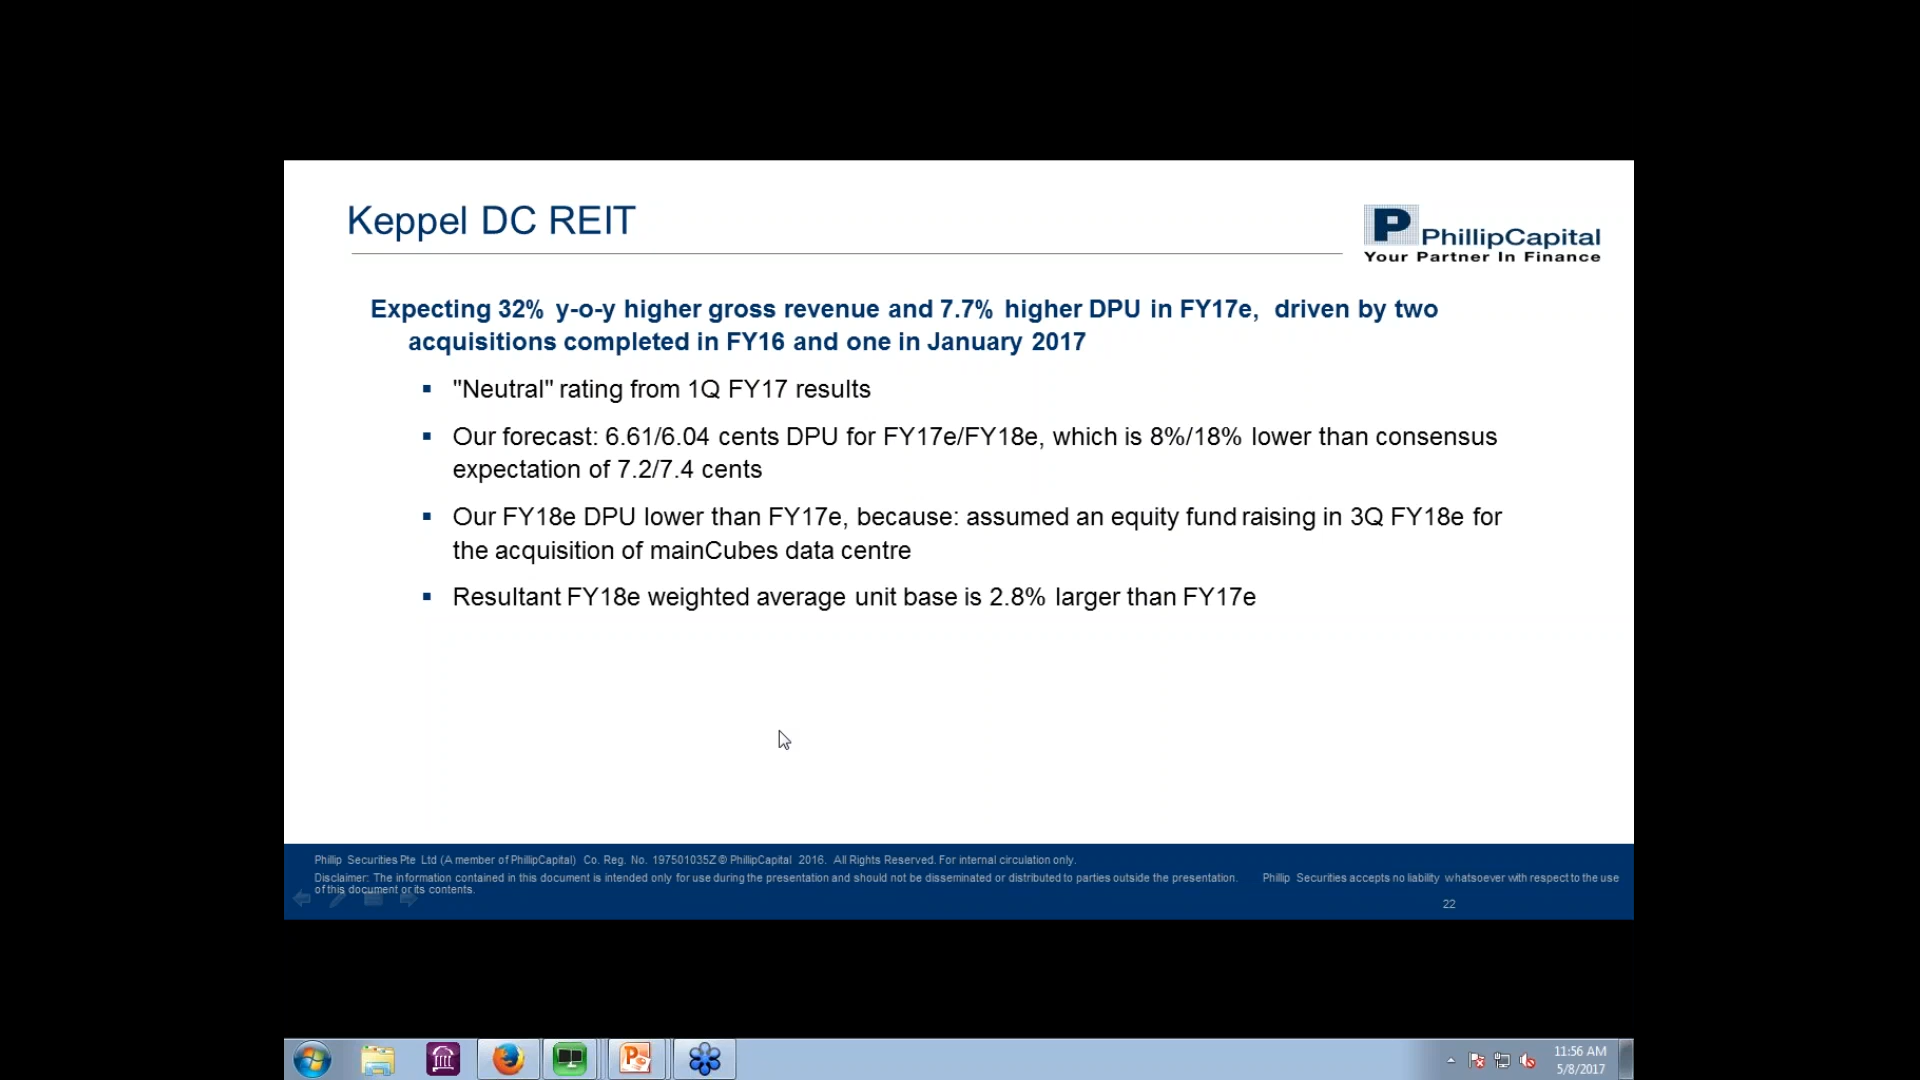 Keppel DC REIT
P PhillipCapital
Your Partner In Finance
Expecting 32% y-o-y higher gross revenue and 7.7% higher DPU in FY17e, driven by two
acquisitions completed in FY16 and one in January 2017
▪ "Neutral" rating from 1Q FY17 results
▪ Our forecast: 6.61/6.04 cents DPU for FY17e/FY18e, which is 8%/18% lower than consensus
expectation of 7.2/7.4 cents
▪ Our FY18e DPU lower than FY17e, because: assumed an equity fund raising in 3Q FY18e for
the acquisition of mainCubes data centre
▪ Resultant FY18e weighted average unit base is 2.8% larger than FY17e
Phillip Securities Pte Ltd (A member of PhillipCapital) Co. Reg. No. 197501035Z © PhillipCapital 2016. All Rights Reserved. For internal circulation only.
Disclaimer: The information contained in this document is intended only for use during the presentation and should not be disseminated or distributed to parties outside the presentation. Phillip Securities accepts no liability whatsoever with respect to the use
of this document or its contents.
22
11:56 AM
5/8/2017